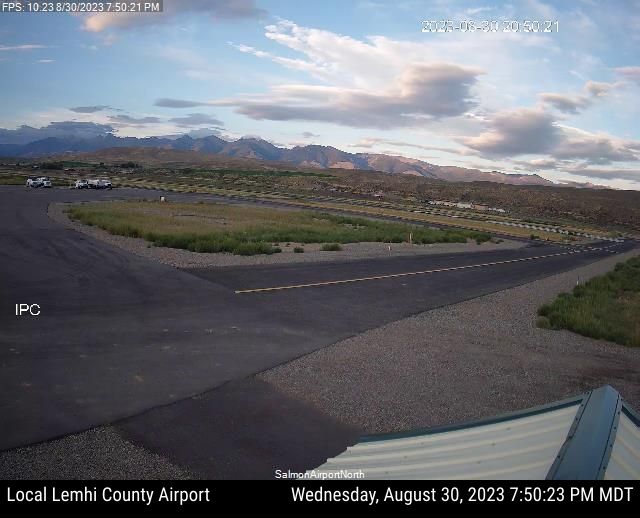 FPS: 10.23 8/30/2023 7:50:21 PM
2023-08-30 20:50:21
IPC
SalmonAirportNorth
Local Lemhi County Airport Wednesday, August 30, 2023 7:50:23 PM MDT